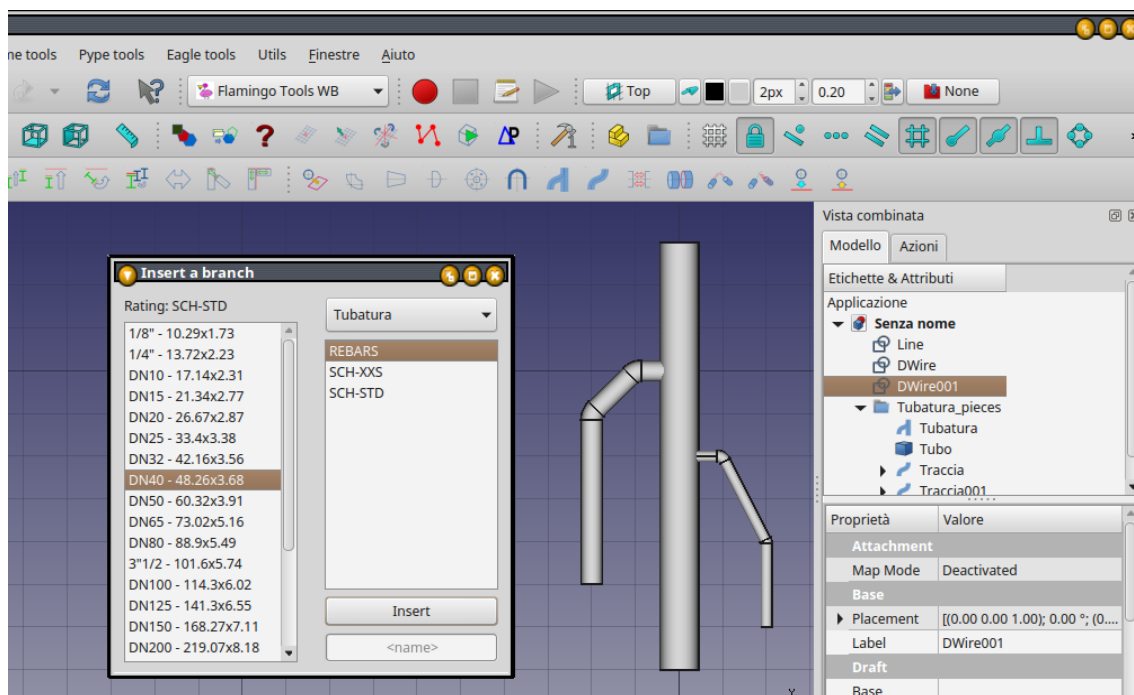 me tools Pype tools Eagle tools Utils Finestre Aiuto
Flamingo Tools WB Top 2px 0.20 None
Vista combinata
Modello Azioni
Etichette & Attributi
Applicazione
Senza nome
Line
DWire
DWire001
Tubatura_pieces
Tubatura
Tubo
Traccia
Traccia001
Insert a branch
Rating: SCH-STD
1/8" - 10.29x1.73
1/4" - 13.72x2.23
DN10 - 17.14x2.31
DN15 - 21.34x2.77
DN20 - 26.67x2.87
DN25 - 33.4x3.38
DN32 - 42.16x3.56
DN40 - 48.26x3.68
DN50 - 60.32x3.91
DN65 - 73.02x5.16
DN80 - 88.9x5.49
3"1/2 - 101.6x5.74
DN100 - 114.3x6.02
DN125 - 141.3x6.55
DN150 - 168.27x7.11
DN200 - 219.07x8.18
Tubatura
REBARS
SCH-XXS
SCH-STD
Insert
<name>
Proprietà Valore
Attachment
Map Mode Deactivated
Base
Placement [(0.00 0.00 1.00); 0.00 °; (0....
Label DWire001
Draft
Base
Y